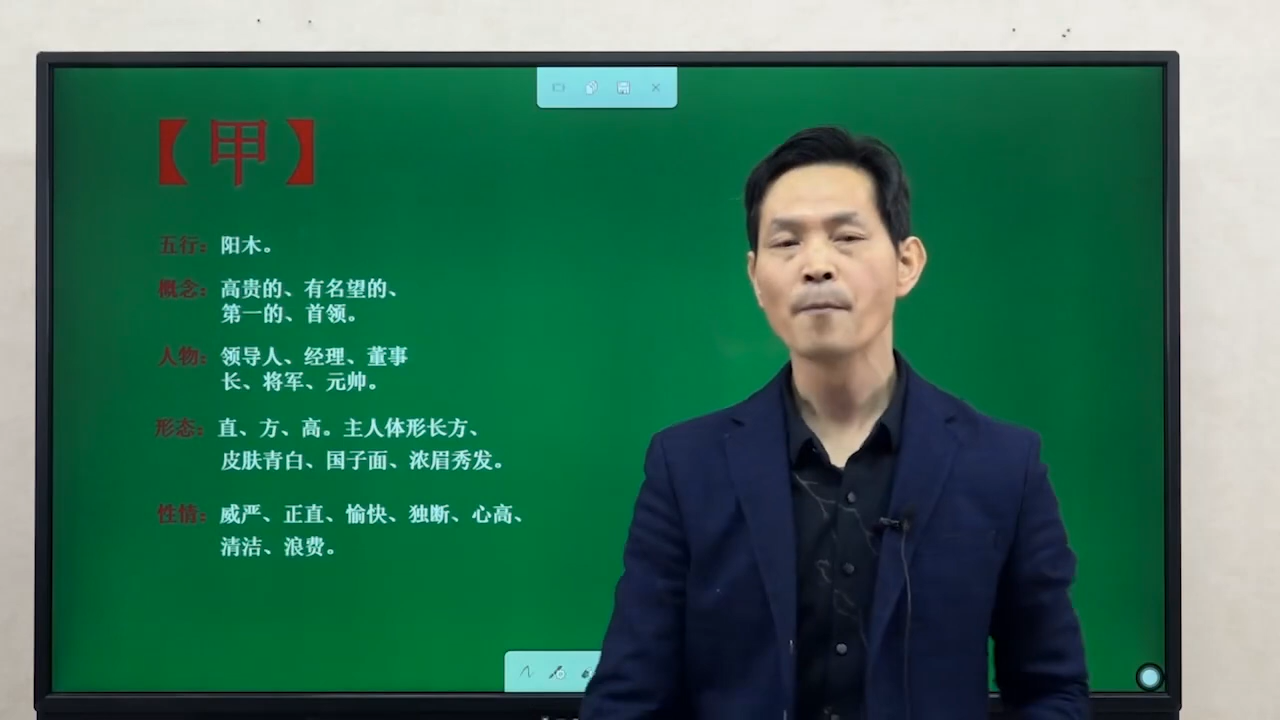 【甲】
五行：阳木。
概念：高贵的、有名望的、
第一的、首领。
人物：领导人、经理、董事
长、将军、元帅。
形态：直、方、高。主人体形长方、
皮肤青白、国子面、浓眉秀发。
性情：威严、正直、愉快、独断、心高、
清洁、浪费。